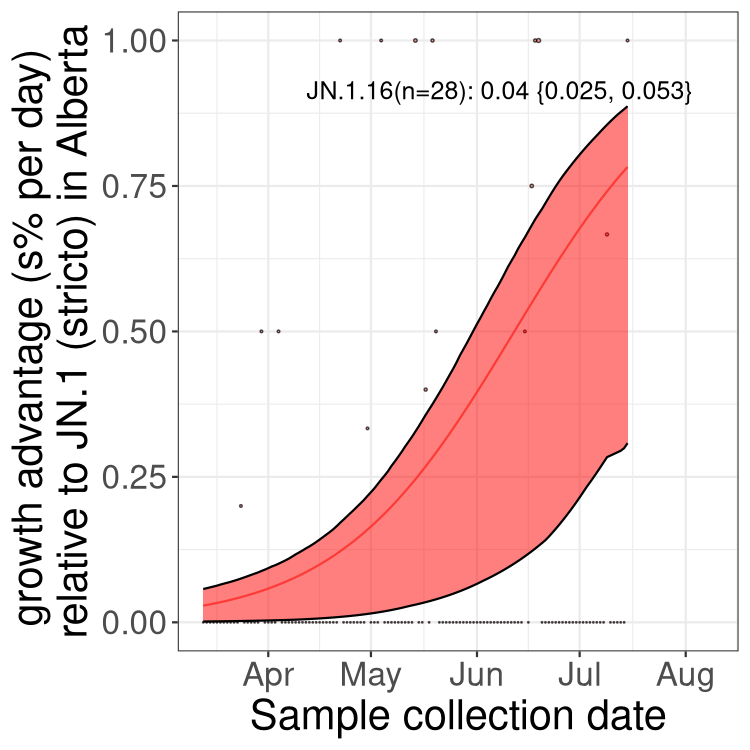 growth advantage (s% per day)
relative to JN.1 (stricto) in Alberta
1.00
0.75
0.50
0.25
0.00
JN.1.16(n=28): 0.04 {0.025, 0.053}
Apr May Jun Jul Aug
Sample collection date